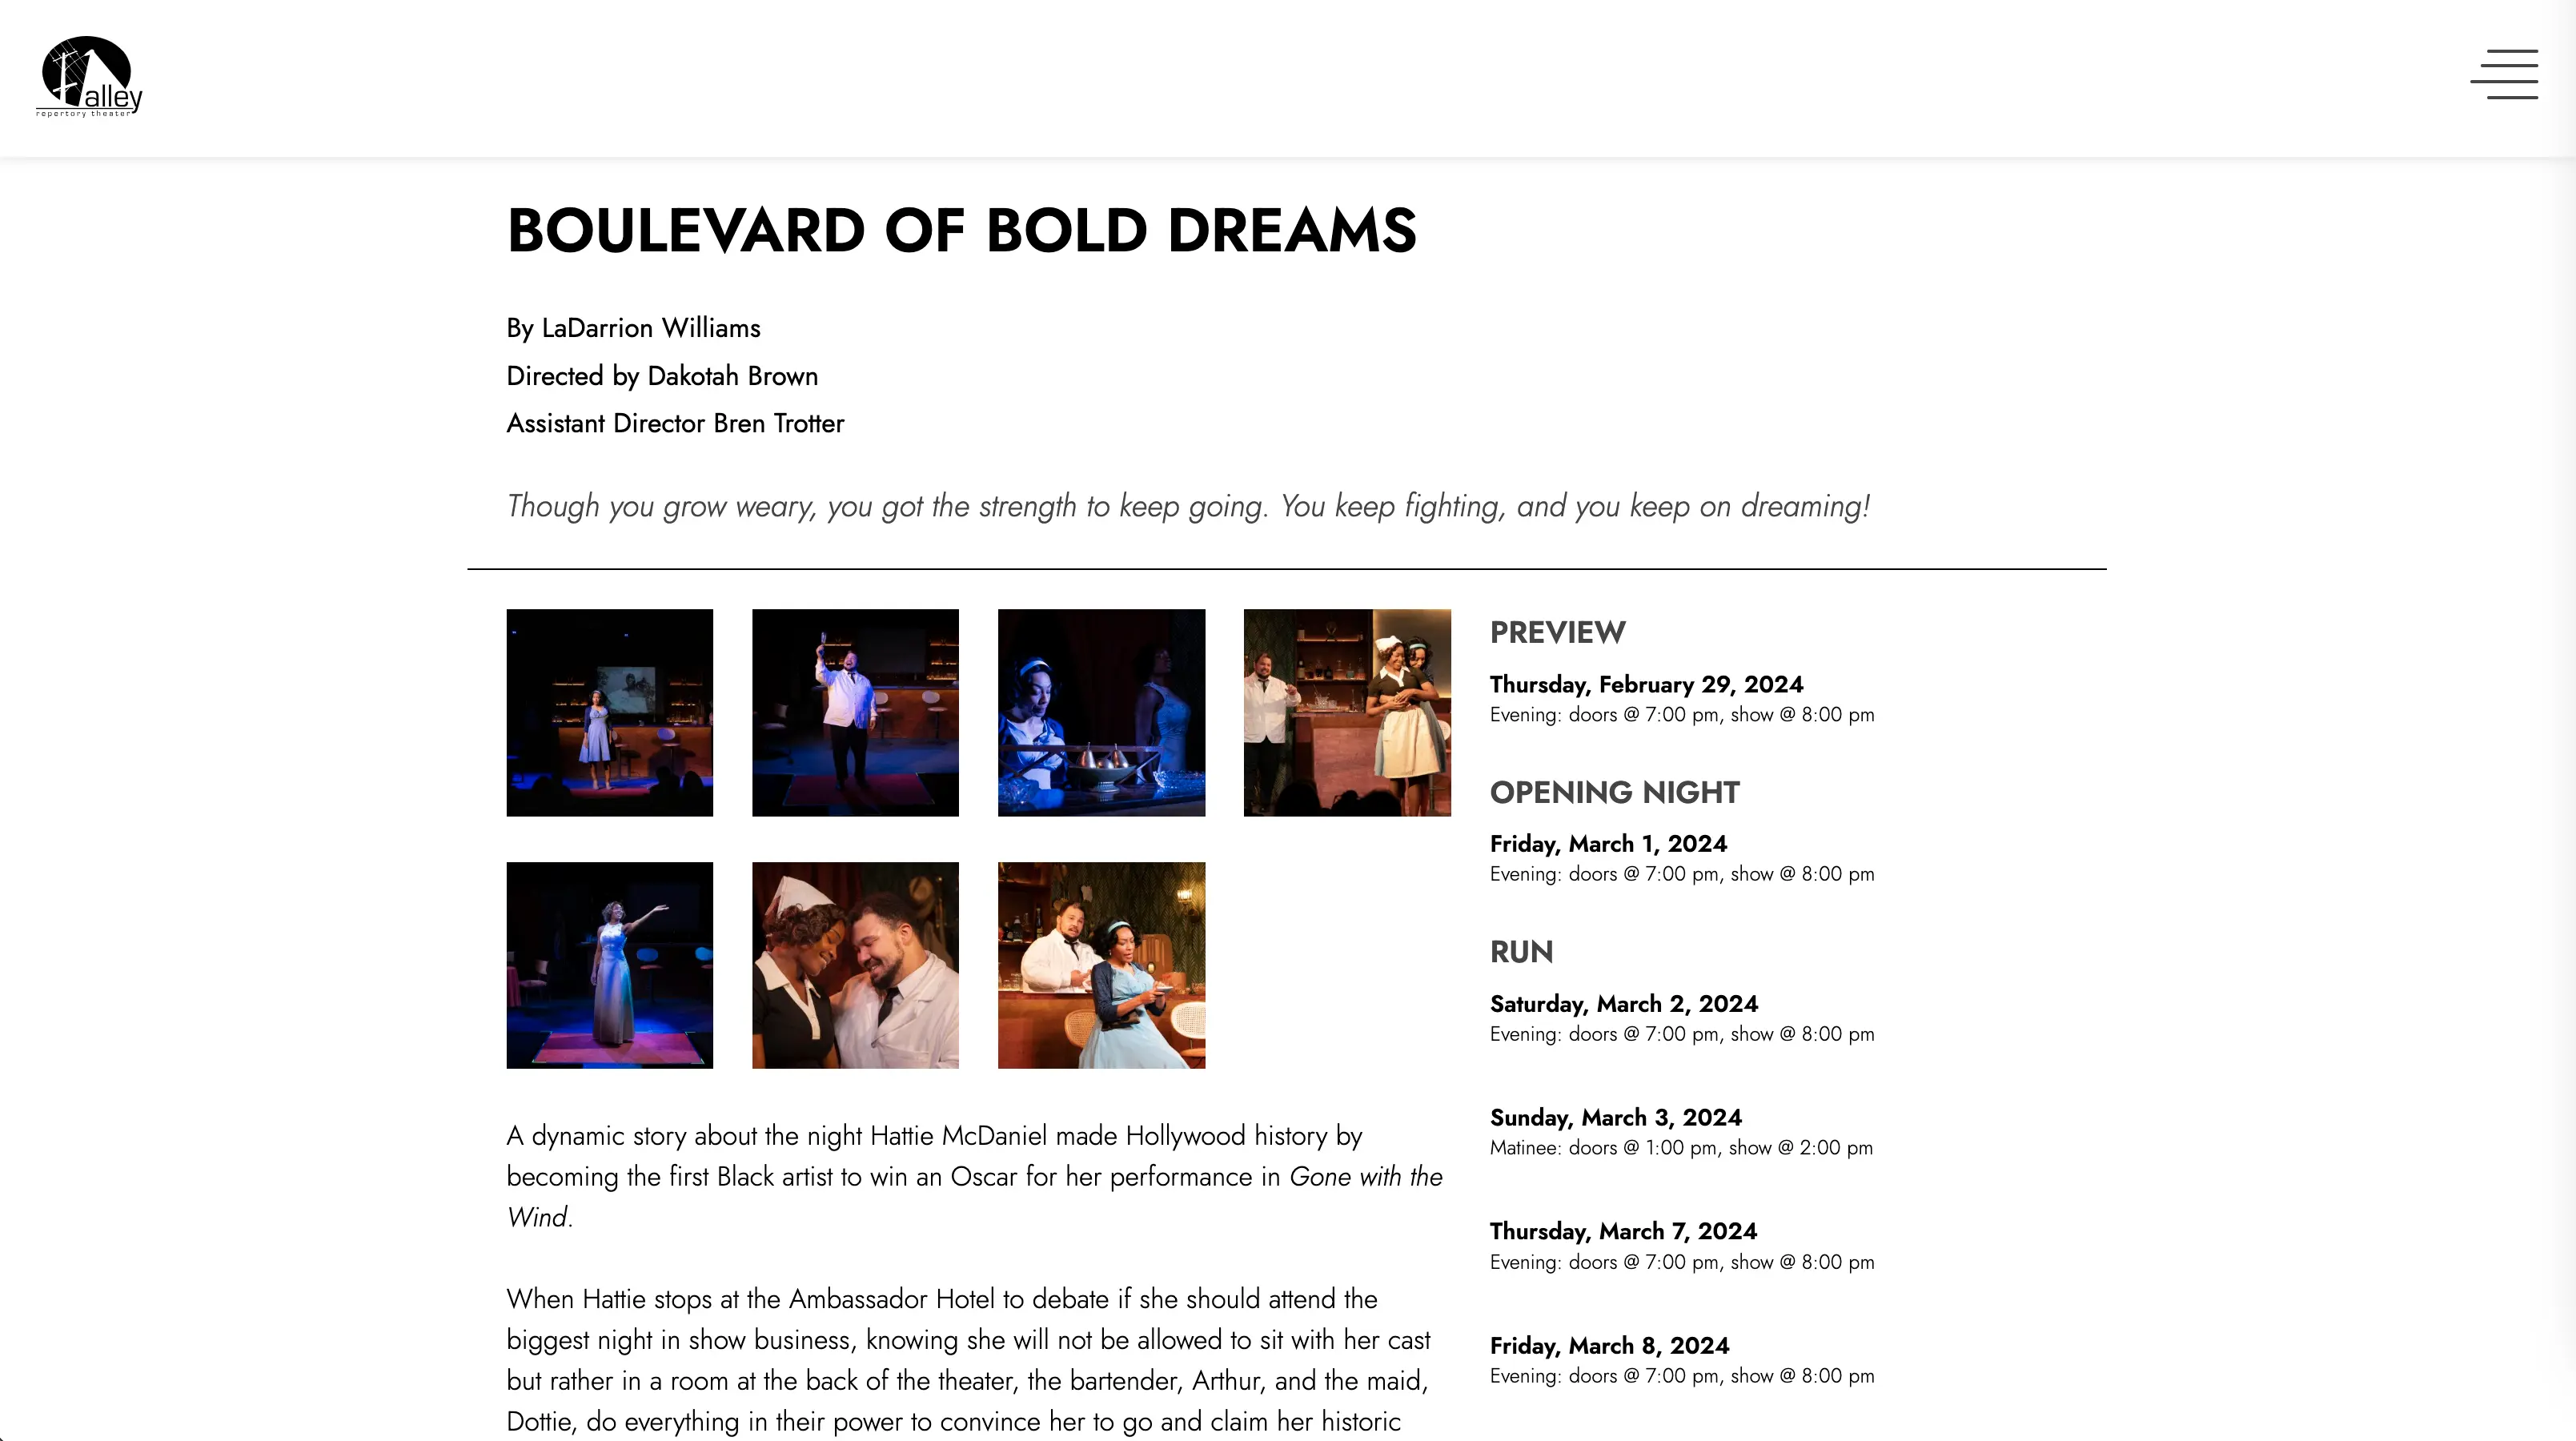 alley
repertory theater
BOULEVARD OF BOLD DREAMS
By LaDarrion Williams
Directed by Dakotah Brown
Assistant Director Bren Trotter
Though you grow weary, you got the strength to keep going. You keep fighting, and you keep on dreaming!
A dynamic story about the night Hattie McDaniel made Hollywood history by
becoming the first Black artist to win an Oscar for her performance in Gone with the
Wind.
When Hattie stops at the Ambassador Hotel to debate if she should attend the
biggest night in show business, knowing she will not be allowed to sit with her cast
but rather in a room at the back of the theater, the bartender, Arthur, and the maid,
Dottie, do everything in their power to convince her to go and claim her historic
PREVIEW
Thursday, February 29, 2024
Evening: doors @ 7:00 pm, show @ 8:00 pm
OPENING NIGHT
Friday, March 1, 2024
Evening: doors @ 7:00 pm, show @ 8:00 pm
RUN
Saturday, March 2, 2024
Evening: doors @ 7:00 pm, show @ 8:00 pm
Sunday, March 3, 2024
Matinee: doors @ 1:00 pm, show @ 2:00 pm
Thursday, March 7, 2024
Evening: doors @ 7:00 pm, show @ 8:00 pm
Friday, March 8, 2024
Evening: doors @ 7:00 pm, show @ 8:00 pm